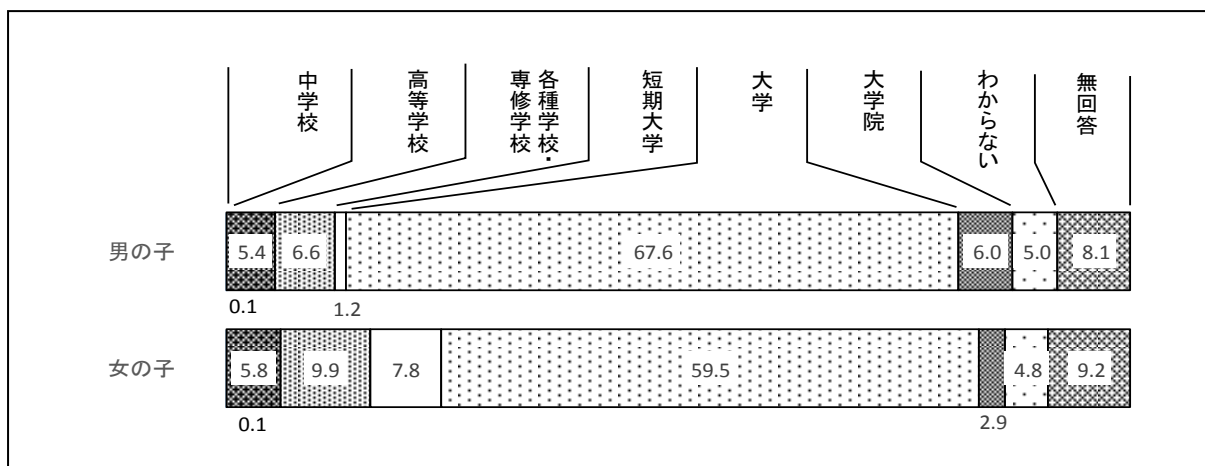 中学校
高等学校
各種学校・
専修学校
短期大学
大学
大学院
わからない
無回答
男の子
5.4
6.6
67.6
6.0
5.0
8.1
0.1
1.2
女の子
5.8
9.9
7.8
59.5
4.8
9.2
0.1
2.9